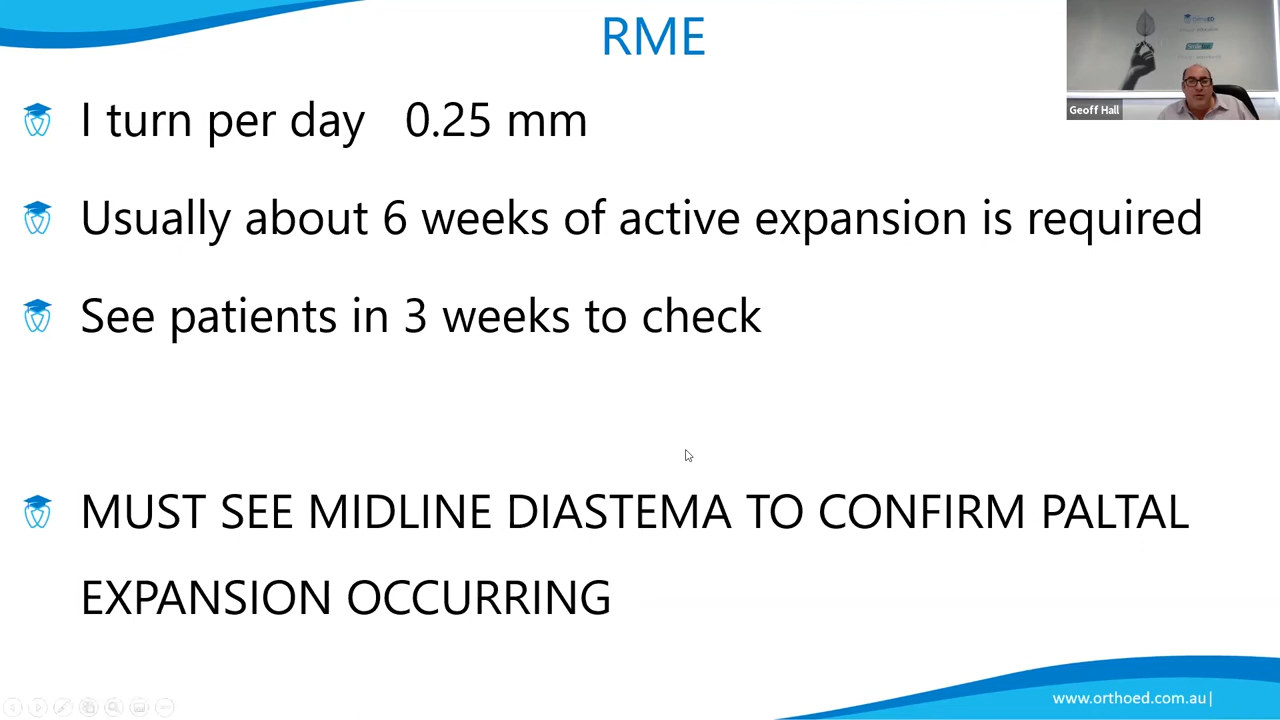 RME
I turn per day 0.25 mm
Usually about 6 weeks of active expansion is required
See patients in 3 weeks to check
MUST SEE MIDLINE DIASTEMA TO CONFIRM PALTAL
EXPANSION OCCURRING
Geoff Hall
www.orthoed.com.au|